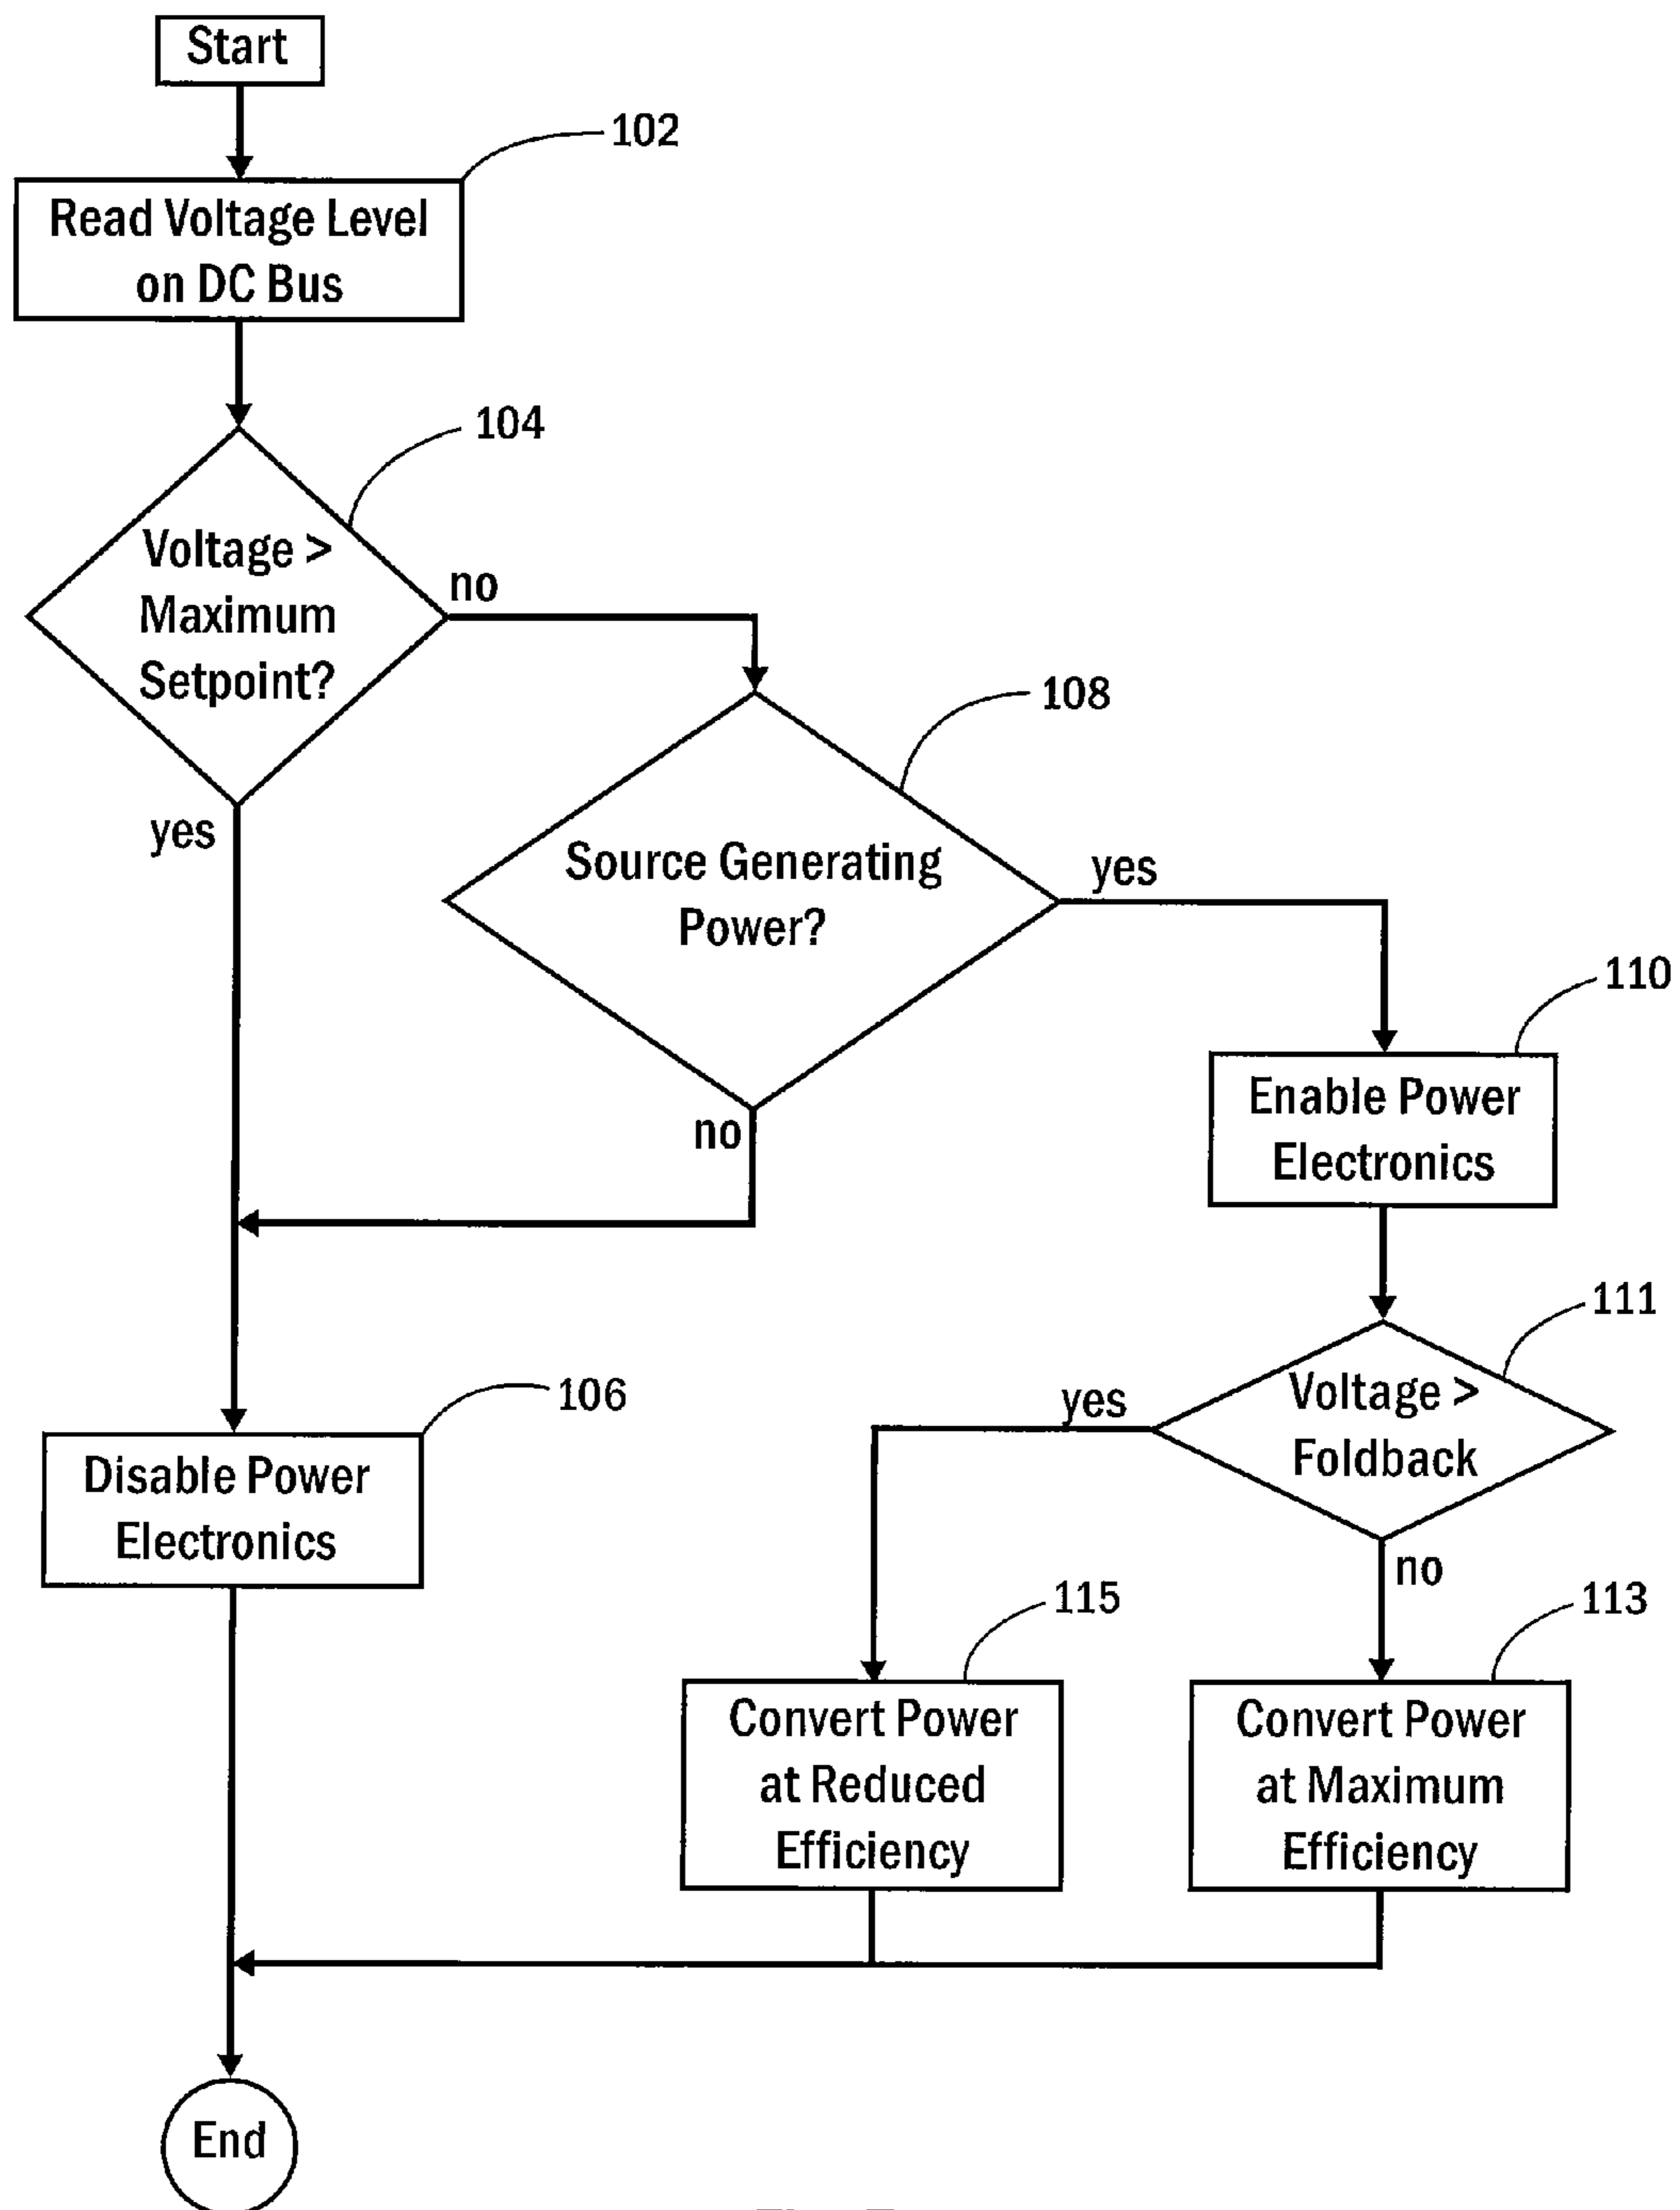 Start
102
Read Voltage Level
on DC Bus
104
Voltage >
Maximum
Setpoint?
no
yes
108
Source Generating
Power?
yes
no
110
Enable Power
Electronics
111
Voltage >
Foldback
yes
no
106
Disable Power
Electronics
115
Convert Power
at Reduced
Efficiency
113
Convert Power
at Maximum
Efficiency
End